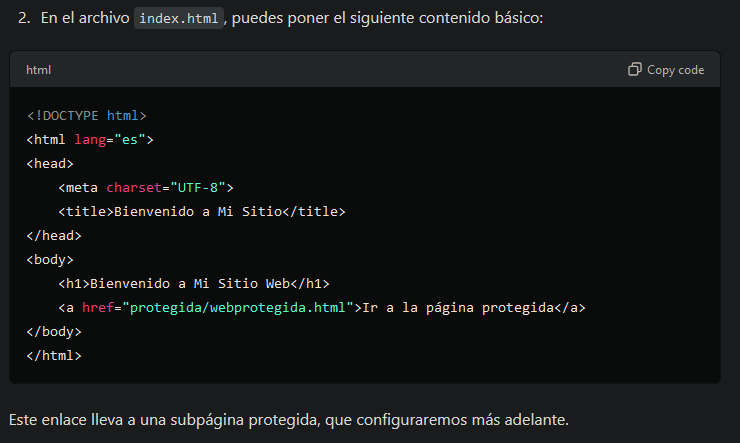 2. En el archivo index.html, puedes poner el siguiente contenido básico:
html
Copy code
<!DOCTYPE html>
<html lang="es">
<head>
    <meta charset="UTF-8">
    <title>Bienvenido a Mi Sitio</title>
</head>
<body>
    <h1>Bienvenido a Mi Sitio Web</h1>
    <a href="protegida/webprotegida.html">Ir a la página protegida</a>
</body>
</html>
Este enlace lleva a una subpágina protegida, que configuraremos más adelante.